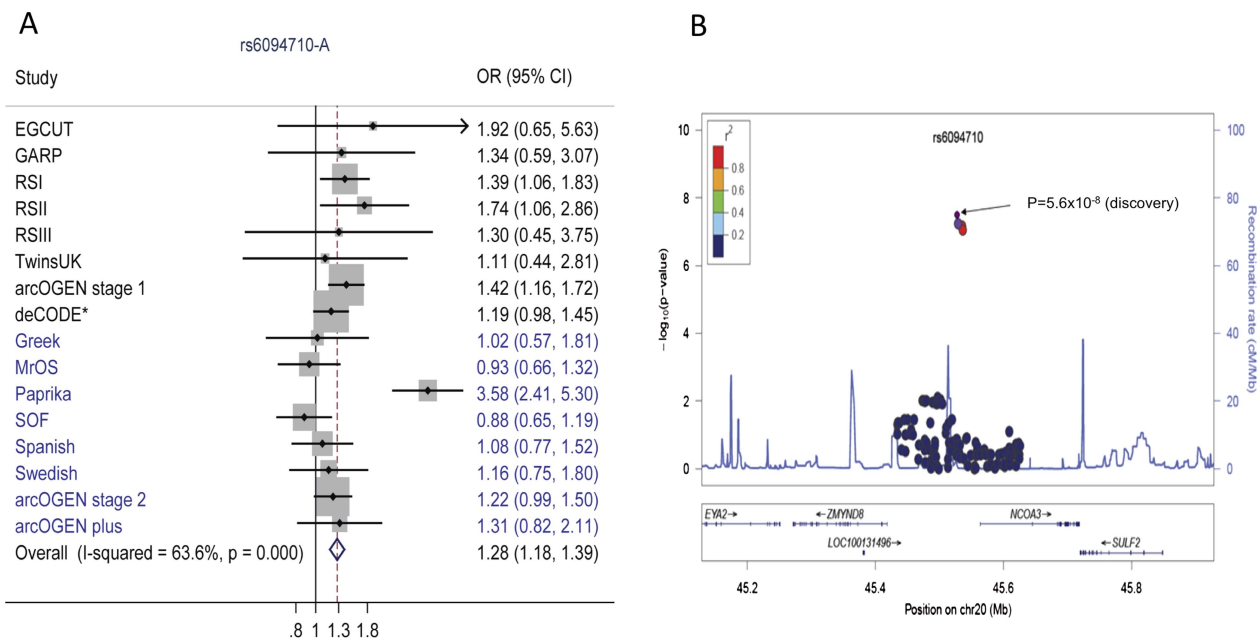 A
rs6094710-A
Study OR (95% CI)
EGCUT 1.92 (0.65, 5.63)
GARP 1.34 (0.59, 3.07)
RSI 1.39 (1.06, 1.83)
RSII 1.74 (1.06, 2.86)
RSIII 1.30 (0.45, 3.75)
TwinsUK 1.11 (0.44, 2.81)
arcOGEN stage 1 1.42 (1.16, 1.72)
deCODE* 1.19 (0.98, 1.45)
Greek 1.02 (0.57, 1.81)
MrOS 0.93 (0.66, 1.32)
Paprika 3.58 (2.41, 5.30)
SOF 0.88 (0.65, 1.19)
Spanish 1.08 (0.77, 1.52)
Swedish 1.16 (0.75, 1.80)
arcOGEN stage 2 1.22 (0.99, 1.50)
arcOGEN plus 1.31 (0.82, 2.11)
Overall (I-squared = 63.6%, p = 0.000) 1.28 (1.18, 1.39)
.8 1 1.3 1.8
B
r²
0.8
0.6
0.4
0.2
rs6094710
P=5.6x10⁻⁸ (discovery)
−log₁₀(p−value)
10
8
6
4
2
0
100
80
60
40
20
0
Recombination rate (cM/Mb)
EYA2→ ←ZMYND8 NCOA3→
LOC100131496→ ←SULF2
45.2 45.4 45.6 45.8
Position on chr20 (Mb)